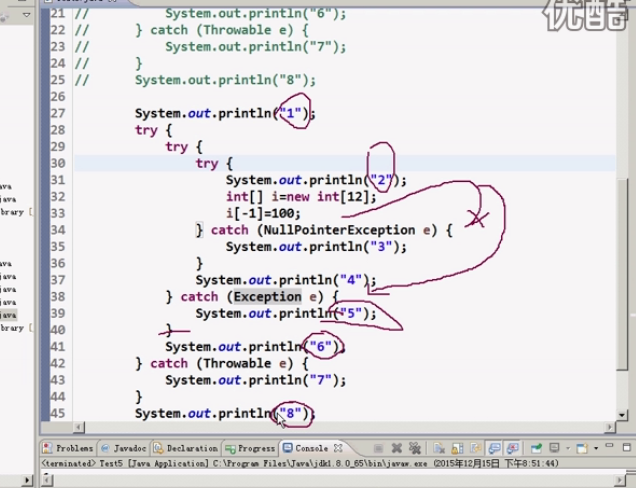 优酷
21 // System.out.println("6");
22 // } catch (Throwable e) {
23 // System.out.println("7");
24 // }
25 // System.out.println("8");
26
27 System.out.println("1");
28 try {
29 try {
30 try {
31 System.out.println("2");
32 int[] i=new int[12];
33 i[-1]=100;
34 } catch (NullPointerException e) {
35 System.out.println("3");
36 }
37 System.out.println("4");
38 } catch (Exception e) {
39 System.out.println("5");
40 }
41 System.out.println("6");
42 } catch (Throwable e) {
43 System.out.println("7");
44 }
45 System.out.println("8");
ava
ava
brary [
ava
java
java
java
brary [
Problems Javadoc Declaration Progress Console
<terminated> Test5 [Java Application] C:\Program Files\Java\jdk1.8.0_65\bin\javaw.exe (2015年12月15日 下午8:51:44)